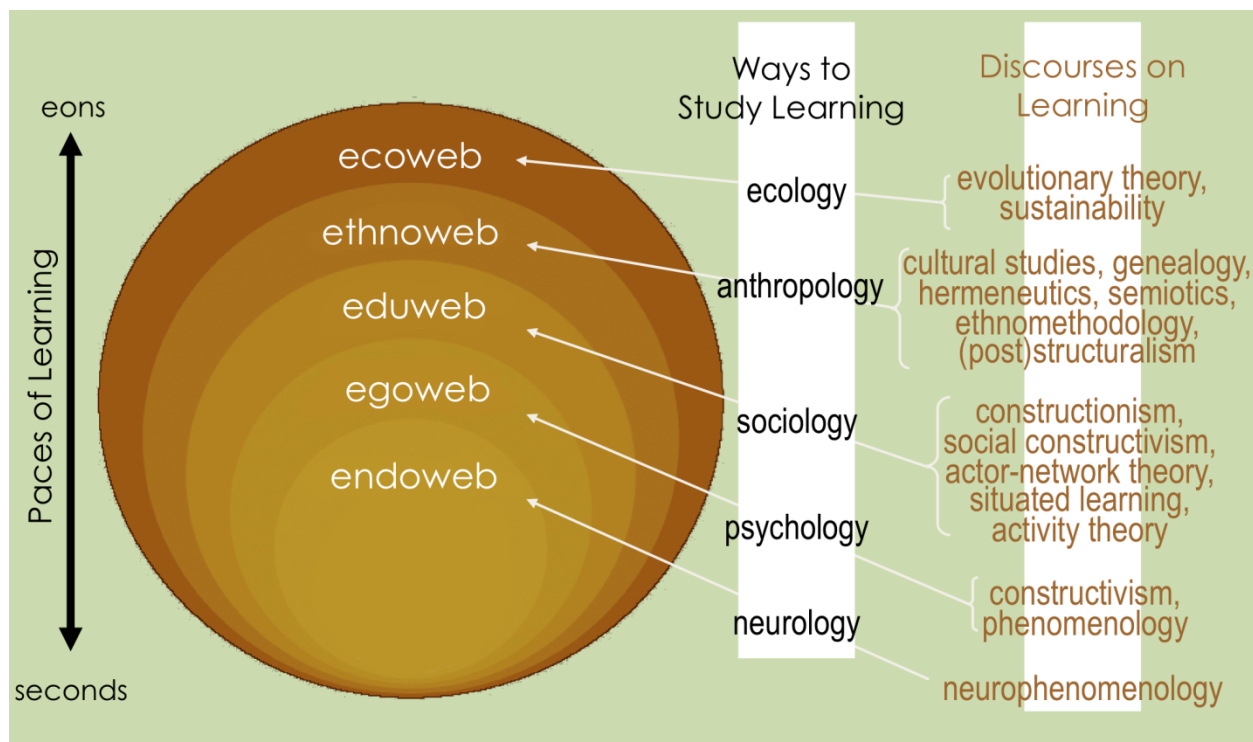 eons
Paces of Learning
seconds
ecoweb
ethnoweb
eduweb
egoweb
endoweb
Ways to
Study Learning
ecology
anthropology
sociology
psychology
neurology
Discourses on
Learning
evolutionary theory,
sustainability
cultural studies, genealogy,
hermeneutics, semiotics,
ethnomethodology,
(post)structuralism
constructionism,
social constructivism,
actor-network theory,
situated learning,
activity theory
constructivism,
phenomenology
neurophenomenology